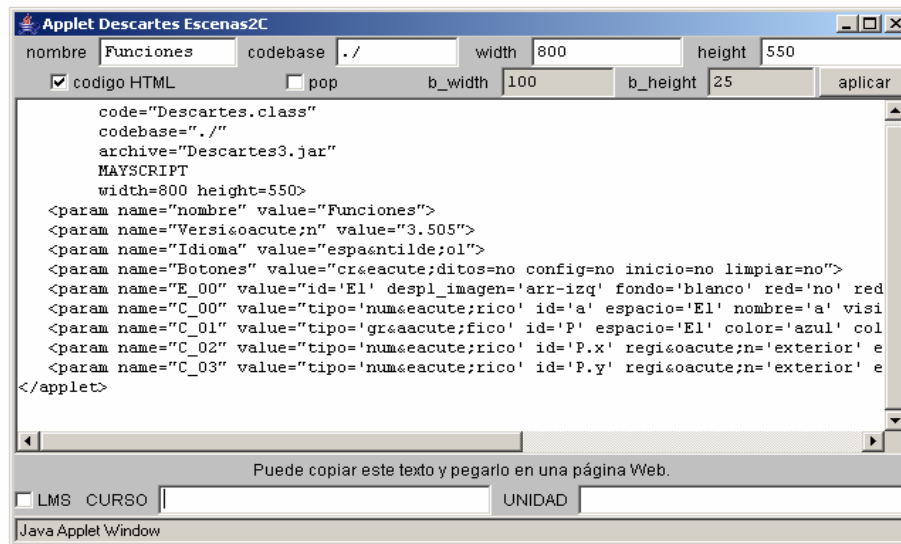 Applet Descartes Escenas2C
nombre Funciones codebase ./ width 800 height 550
codigo HTML pop b_width 100 b_height 25 aplicar
code="Descartes.class"
codebase="./"
archive="Descartes3.jar"
MAYSCRIPT
width=800 height=550>
<param name="nombre" value="Funciones">
<param name="Versi&oacute;n" value="3.505">
<param name="Idioma" value="espa&ntilde;ol">
<param name="Botones" value="cr&eacute;ditos=no config=no inicio=no limpiar=no">
<param name="E_00" value="id='E1' despl_imagen='arr-izq' fondo='blanco' red='no' red
<param name="C_00" value="tipo='num&eacute;rico' id='a' espacio='E1' nombre='a' visi
<param name="C_01" value="tipo='gr&aacute;fico' id='P' espacio='E1' color='azul' col
<param name="C_02" value="tipo='num&eacute;rico' id='P.x' regi&oacute;n='exterior' e
<param name="C_03" value="tipo='num&eacute;rico' id='P.y' regi&oacute;n='exterior' e
</applet>
Puede copiar este texto y pegarlo en una página Web.
LMS CURSO UNIDAD
Java Applet Window